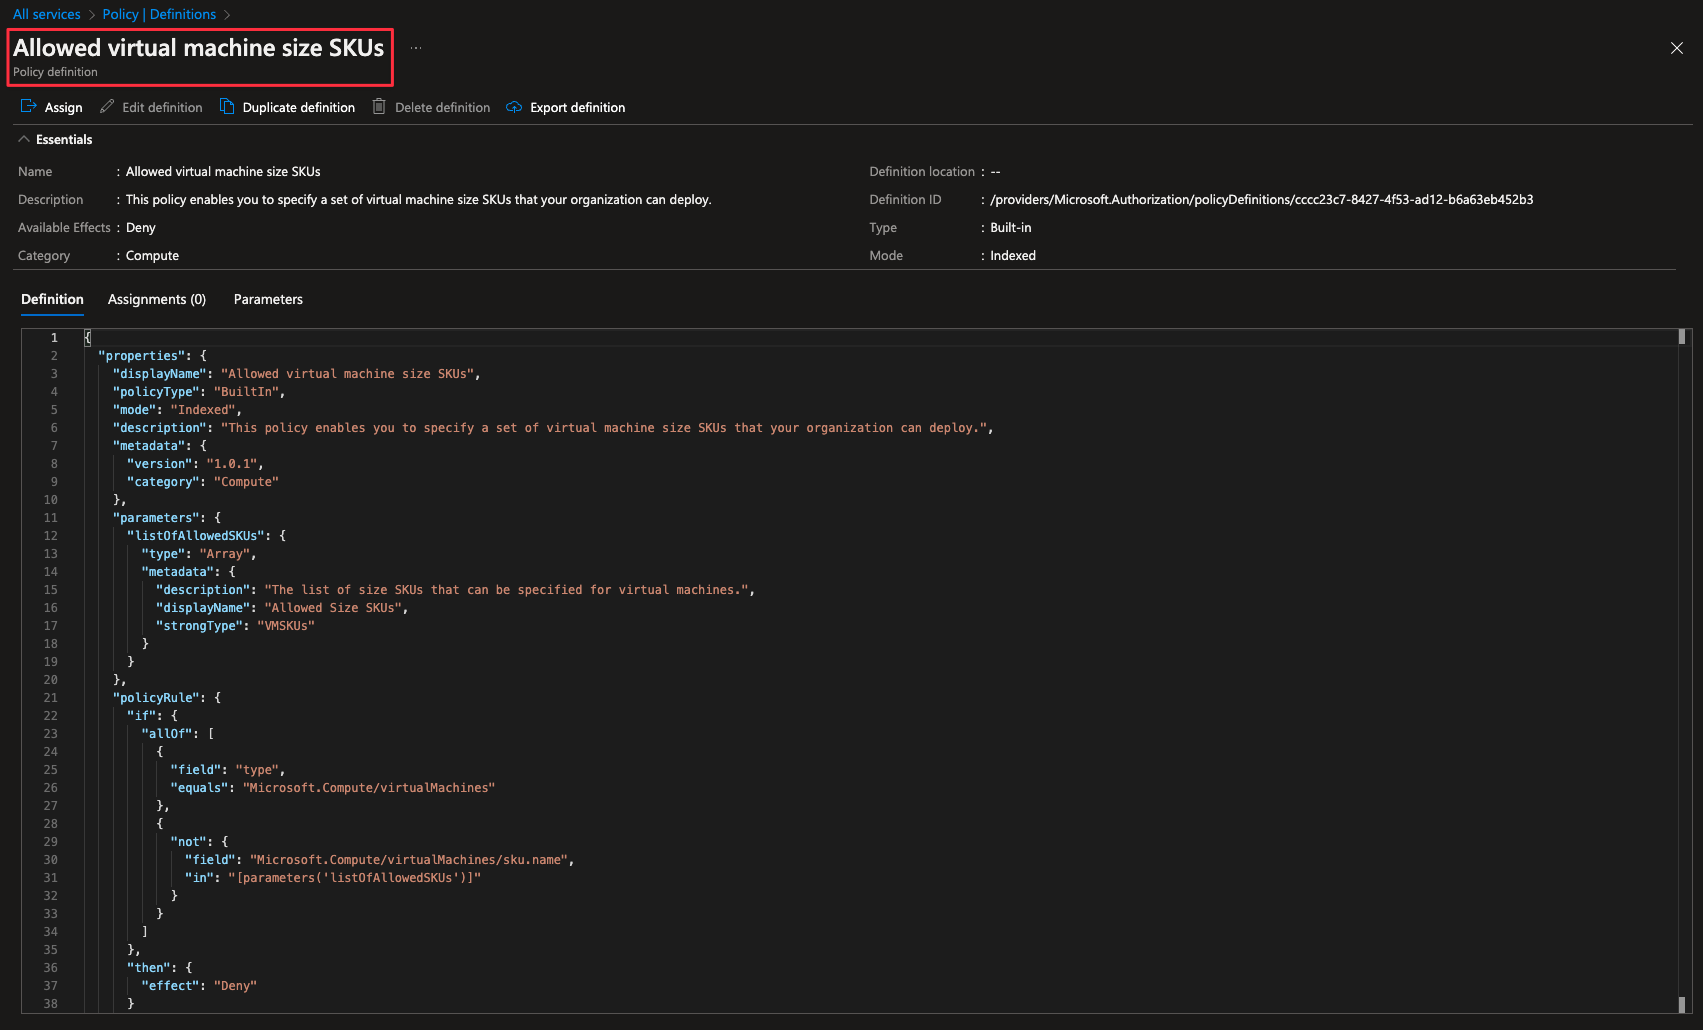 All services > Policy | Definitions >
Allowed virtual machine size SKUs ...
Policy definition
Assign Edit definition Duplicate definition Delete definition Export definition
Essentials
Name : Allowed virtual machine size SKUs
Description : This policy enables you to specify a set of virtual machine size SKUs that your organization can deploy.
Available Effects : Deny
Category : Compute
Definition location : --
Definition ID : /providers/Microsoft.Authorization/policyDefinitions/cccc23c7-8427-4f53-ad12-b6a63eb452b3
Type : Built-in
Mode : Indexed
Definition Assignments (0) Parameters
1 {
2 "properties": {
3 "displayName": "Allowed virtual machine size SKUs",
4 "policyType": "BuiltIn",
5 "mode": "Indexed",
6 "description": "This policy enables you to specify a set of virtual machine size SKUs that your organization can deploy.",
7 "metadata": {
8 "version": "1.0.1",
9 "category": "Compute"
10 },
11 "parameters": {
12 "listOfAllowedSKUs": {
13 "type": "Array",
14 "metadata": {
15 "description": "The list of size SKUs that can be specified for virtual machines.",
16 "displayName": "Allowed Size SKUs",
17 "strongType": "VMSKUs"
18 }
19 }
20 },
21 "policyRule": {
22 "if": {
23 "allOf": [
24 {
25 "field": "type",
26 "equals": "Microsoft.Compute/virtualMachines"
27 },
28 {
29 "not": {
30 "field": "Microsoft.Compute/virtualMachines/sku.name",
31 "in": "[parameters('listOfAllowedSKUs')]"
32 }
33 }
34 ]
35 },
36 "then": {
37 "effect": "Deny"
38 }